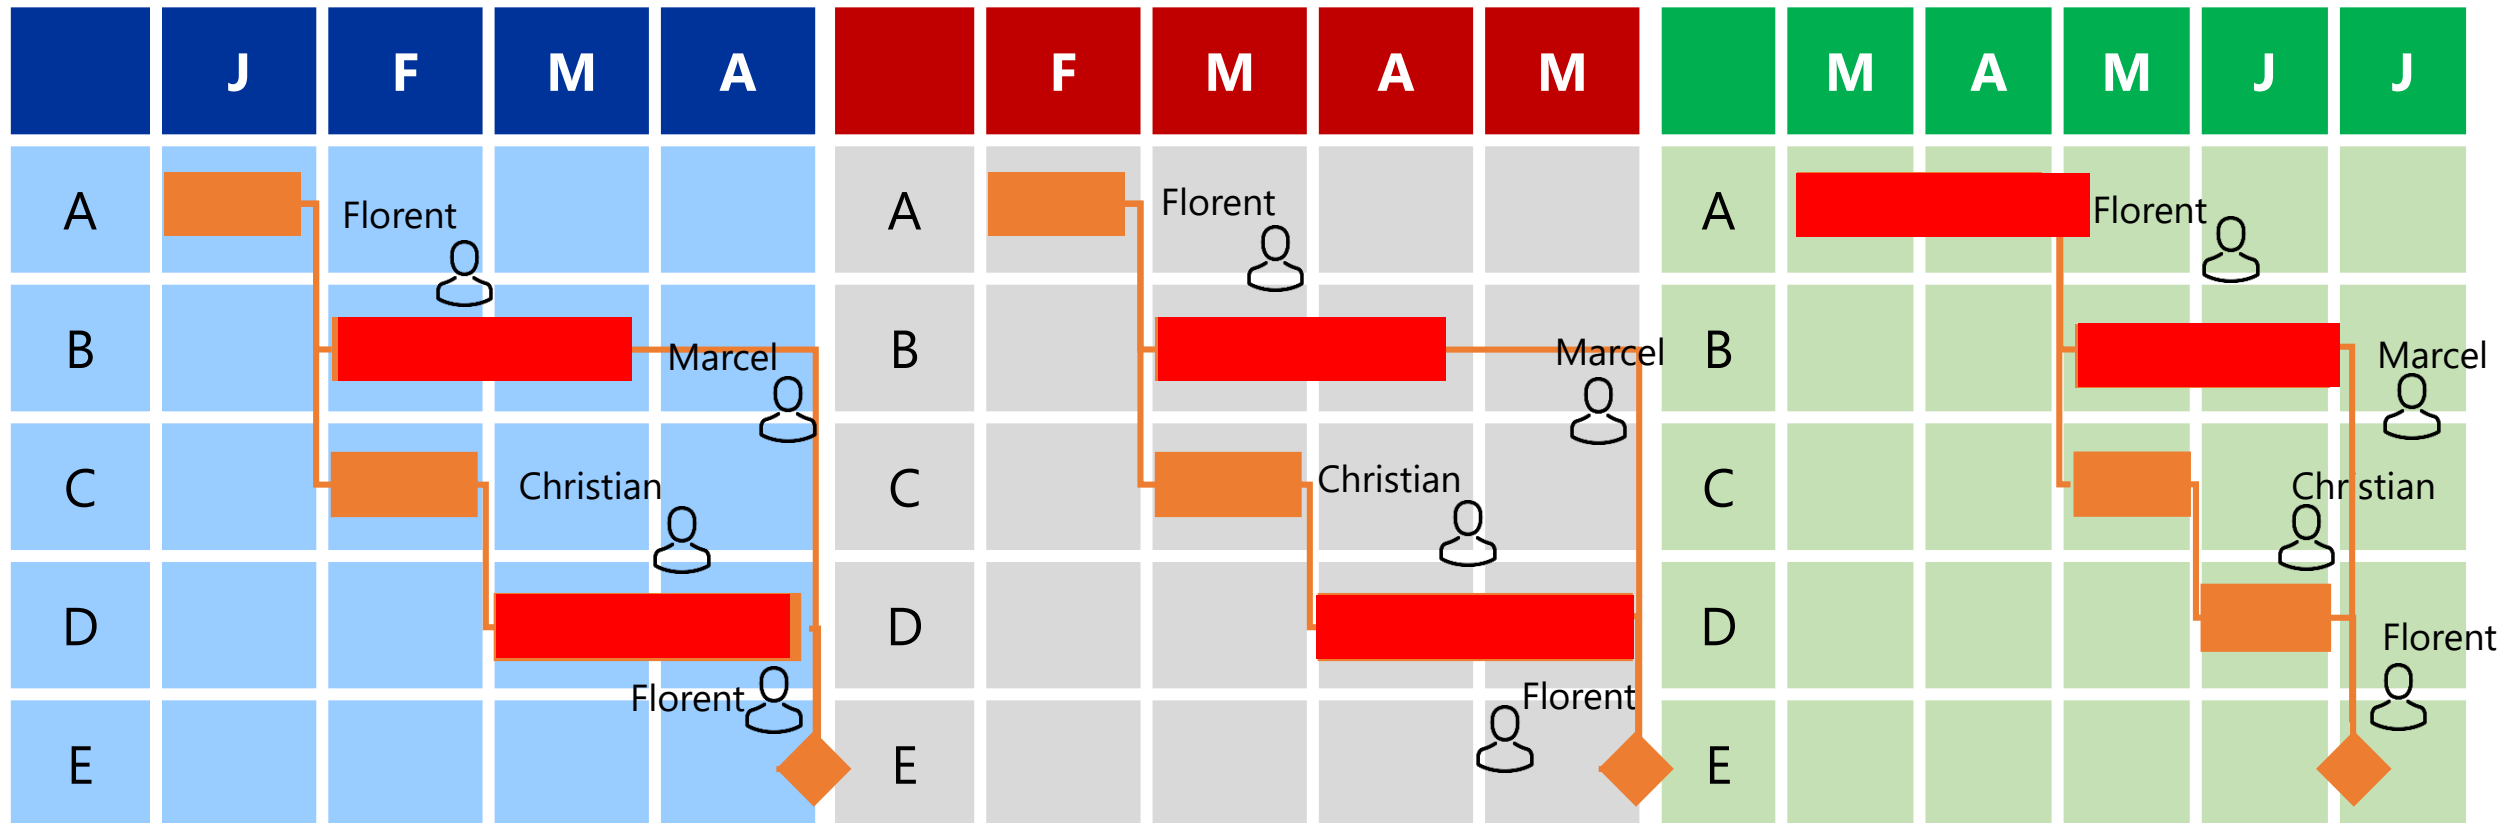 J F M A F M A M M A M J J
A Florent A Florent A Florent
B Marcel B Marcel B Marcel
C Christian C Christian C Christian
D Florent D Florent D Florent
E E E